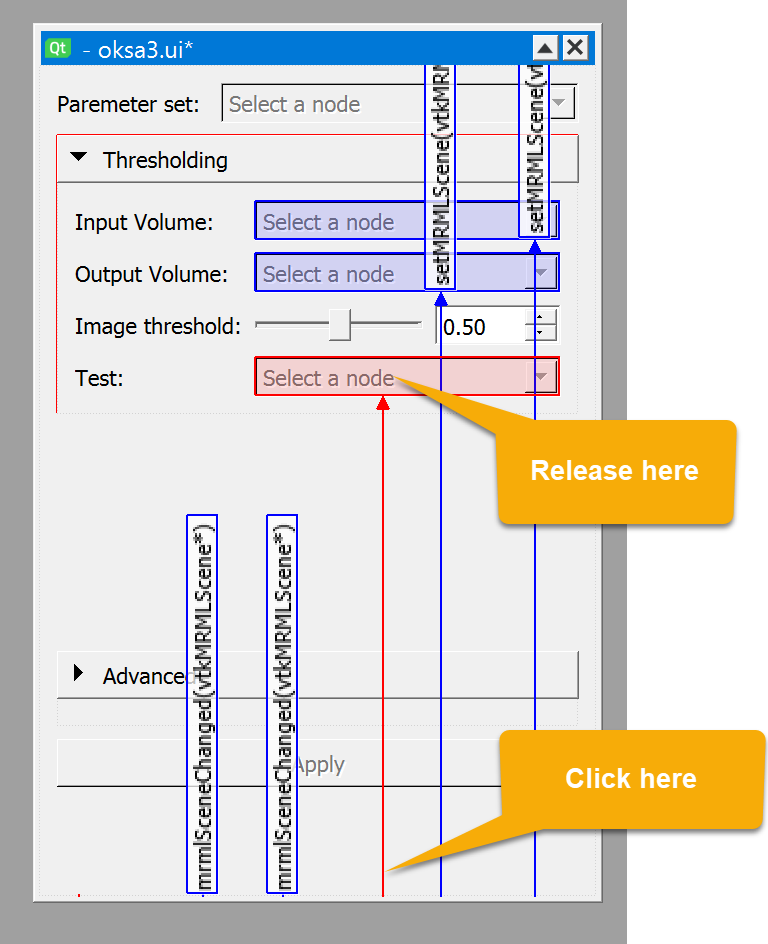 Qt - oksa3.ui*
Paremeter set: Select a node
Thresholding
Input Volume: Select a node
Output Volume: Select a node
Image threshold: 0.50
Test: Select a node
setMRMLScene(vtkMRM
setMRMLScene(vt
Release here
mrmlSceneChanged(vtkMRMLScene*)
mrmlSceneChanged(vtkMRMLScene*)
Advanced
Apply
Click here